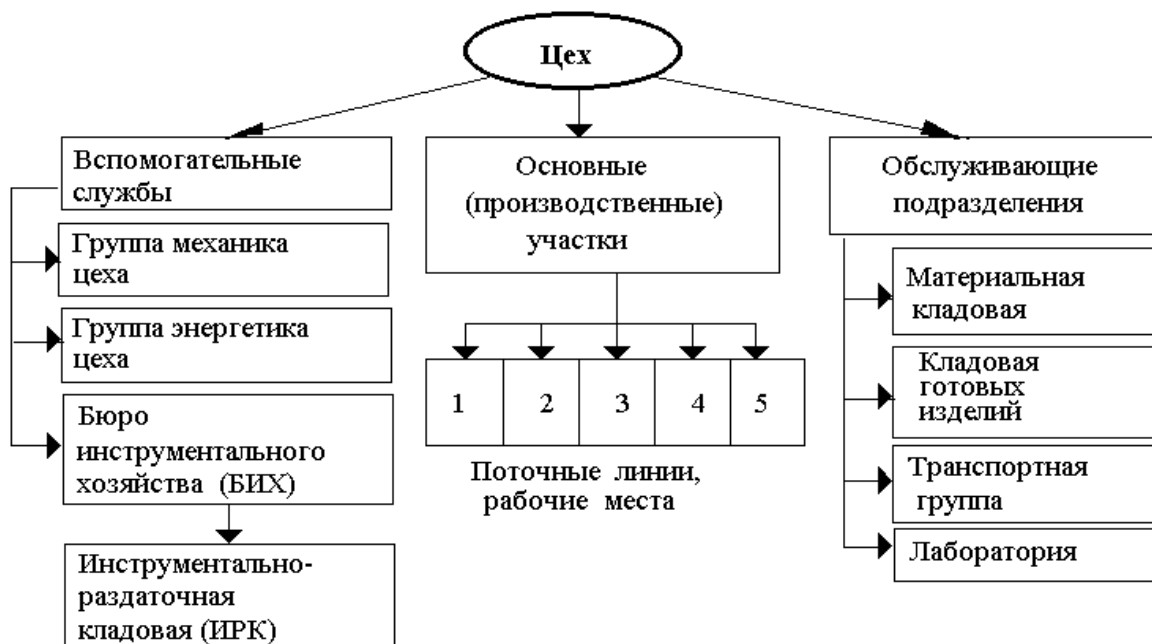 Цех
Вспомогательные
службы
Группа механика
цеха
Группа энергетика
цеха
Бюро
инструментального
хозяйства (БИХ)
Инструментально-
раздаточная
кладовая (ИРК)
Основные
(производственные)
участки
1 2 3 4 5
Поточные линии,
рабочие места
Обслуживающие
подразделения
Материальная
кладовая
Кладовая
готовых
изделий
Транспортная
группа
Лаборатория